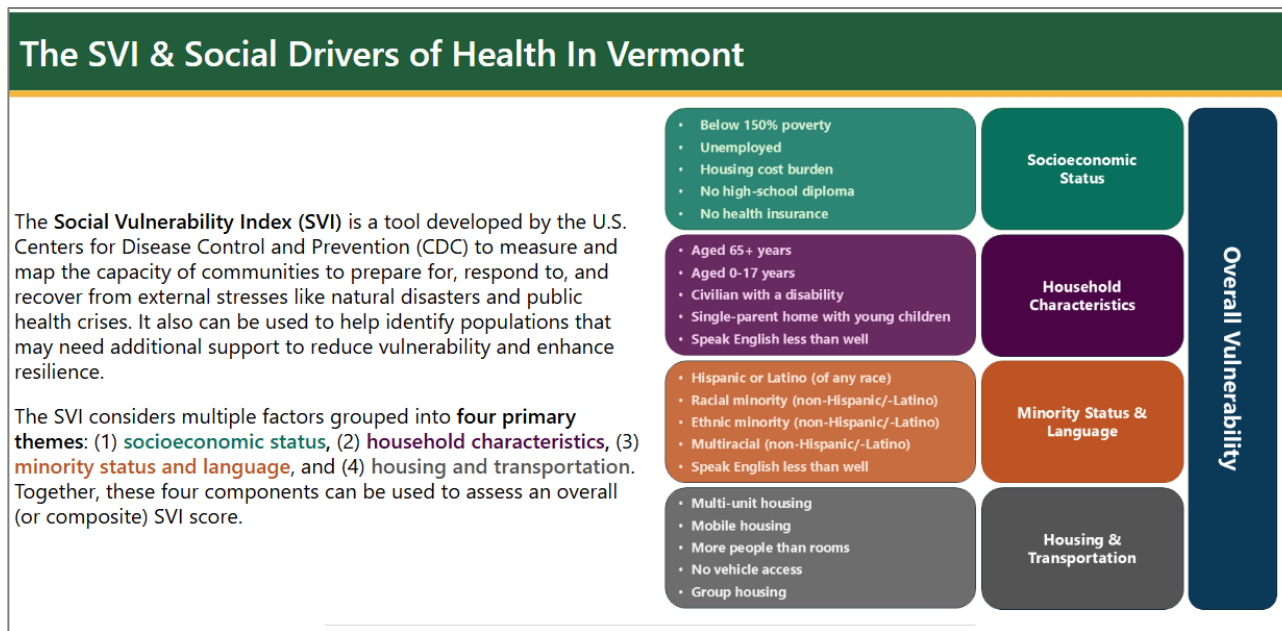 The SVI & Social Drivers of Health In Vermont
The Social Vulnerability Index (SVI) is a tool developed by the U.S.
Centers for Disease Control and Prevention (CDC) to measure and
map the capacity of communities to prepare for, respond to, and
recover from external stresses like natural disasters and public
health crises. It also can be used to help identify populations that
may need additional support to reduce vulnerability and enhance
resilience.
The SVI considers multiple factors grouped into four primary
themes: (1) socioeconomic status, (2) household characteristics, (3)
minority status and language, and (4) housing and transportation.
Together, these four components can be used to assess an overall
(or composite) SVI score.
• Below 150% poverty
• Unemployed
• Housing cost burden
• No high-school diploma
• No health insurance
Socioeconomic
Status
• Aged 65+ years
• Aged 0-17 years
• Civilian with a disability
• Single-parent home with young children
• Speak English less than well
Household
Characteristics
• Hispanic or Latino (of any race)
• Racial minority (non-Hispanic/-Latino)
• Ethnic minority (non-Hispanic/-Latino)
• Multiracial (non-Hispanic/-Latino)
• Speak English less than well
Minority Status &
Language
• Multi-unit housing
• Mobile housing
• More people than rooms
• No vehicle access
• Group housing
Housing &
Transportation
Overall Vulnerability